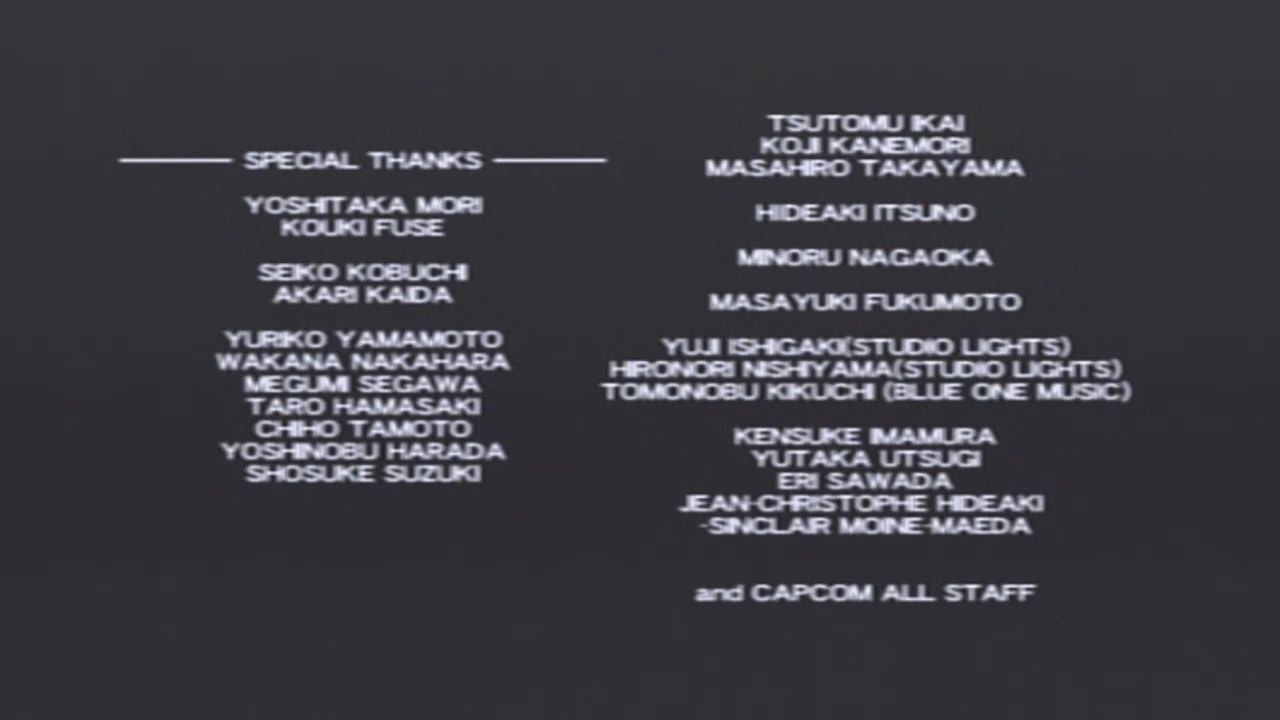 SPECIAL THANKS
YOSHITAKA MORI
KOUKI FUSE
SEIKO KOBUCHI
AKARI KAIDA
YURIKO YAMAMOTO
WAKANA NAKAHARA
MEGUMI SEGAWA
TARO HAMASAKI
CHIHO TAMOTO
YOSHINOBU HARADA
SHOSUKE SUZUKI
TSUTOMU IKAI
KOJI KANEMORI
MASAHIRO TAKAYAMA
HIDEAKI ITSUNO
MINORU NAGAOKA
MASAYUKI FUKUMOTO
YUJI ISHIGAKI(STUDIO LIGHTS)
HIRONORI NISHIYAMA(STUDIO LIGHTS)
TOMONOBU KIKUCHI (BLUE ONE MUSIC)
KENSUKE IMAMURA
YUTAKA UTSUGI
ERI SAWADA
JEAN-CHRISTOPHE HIDEAKI
-SINCLAIR MOINE-MAEDA
and CAPCOM ALL STAFF